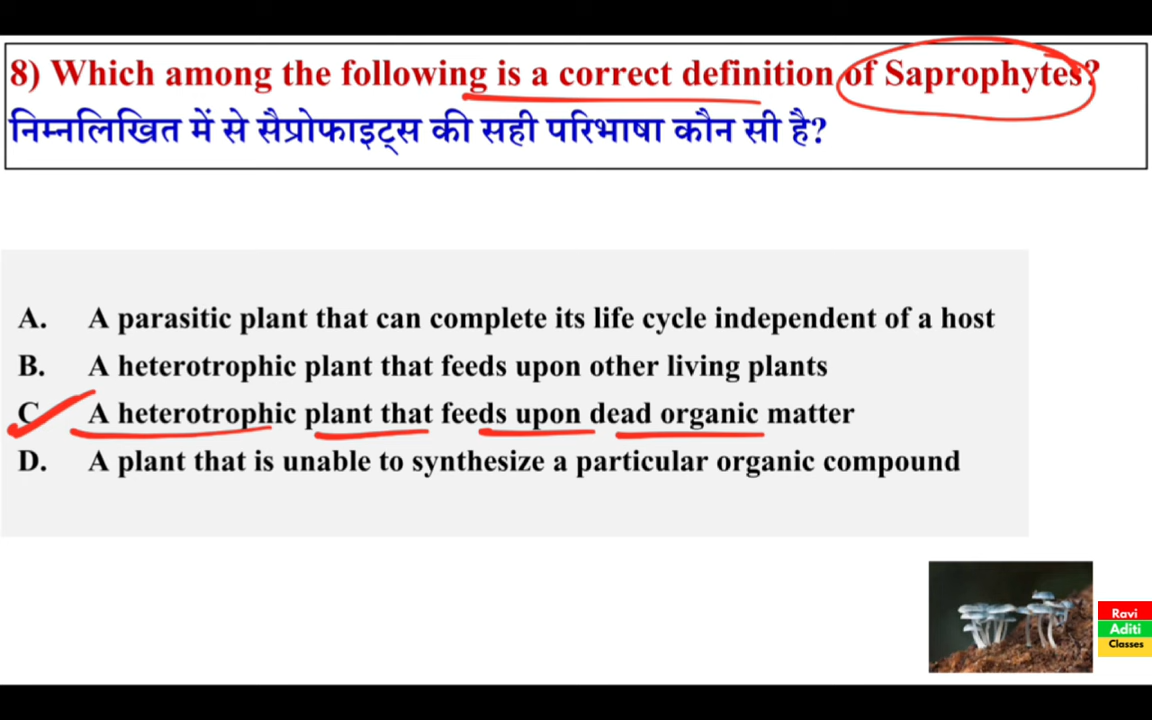 8) Which among the following is a correct definition of Saprophytes?
निम्नलिखित में से सैप्रोफाइट्स की सही परिभाषा कौन सी है?
A. A parasitic plant that can complete its life cycle independent of a host
B. A heterotrophic plant that feeds upon other living plants
C. A heterotrophic plant that feeds upon dead organic matter
D. A plant that is unable to synthesize a particular organic compound
Ravi
Aditi
Classes